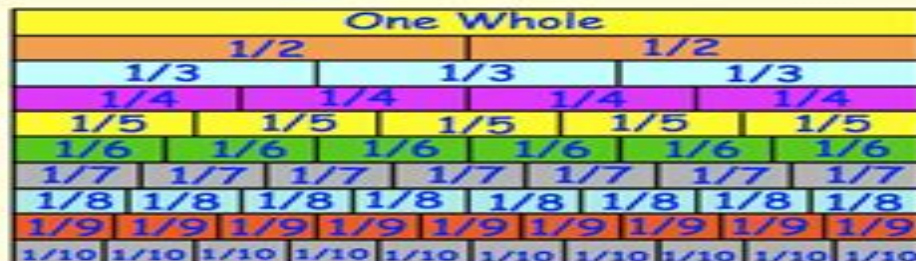 One Whole
1/2 1/2
1/3 1/3 1/3
1/4 1/4 1/4 1/4
1/5 1/5 1/5 1/5 1/5
1/6 1/6 1/6 1/6 1/6 1/6
1/7 1/7 1/7 1/7 1/7 1/7 1/7
1/8 1/8 1/8 1/8 1/8 1/8 1/8 1/8
1/9 1/9 1/9 1/9 1/9 1/9 1/9 1/9 1/9
1/10 1/10 1/10 1/10 1/10 1/10 1/10 1/10 1/10 1/10